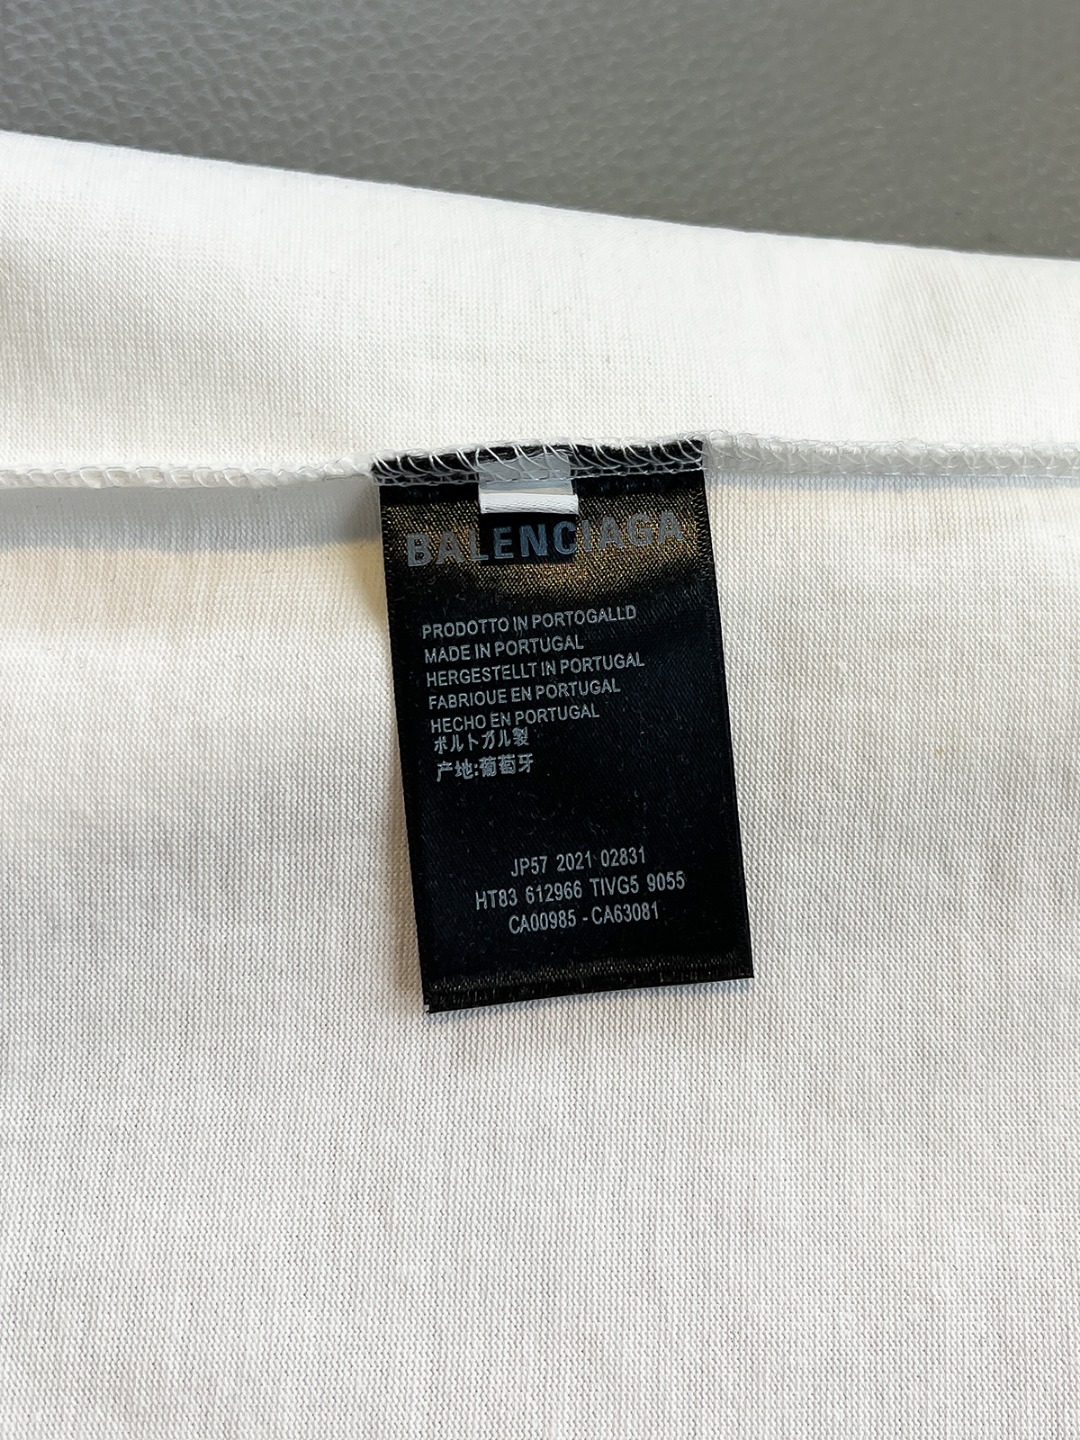 BALENCIAGA
PRODOTTO IN PORTOGALLD
MADE IN PORTUGAL
HERGESTELLT IN PORTUGAL
FABRIQUE EN PORTUGAL
HECHO EN PORTUGAL
ポルトガル製
产地:葡萄牙
JP57 2021 02831
HT83 612966 TIVG5 9055
CA00985 - CA63081